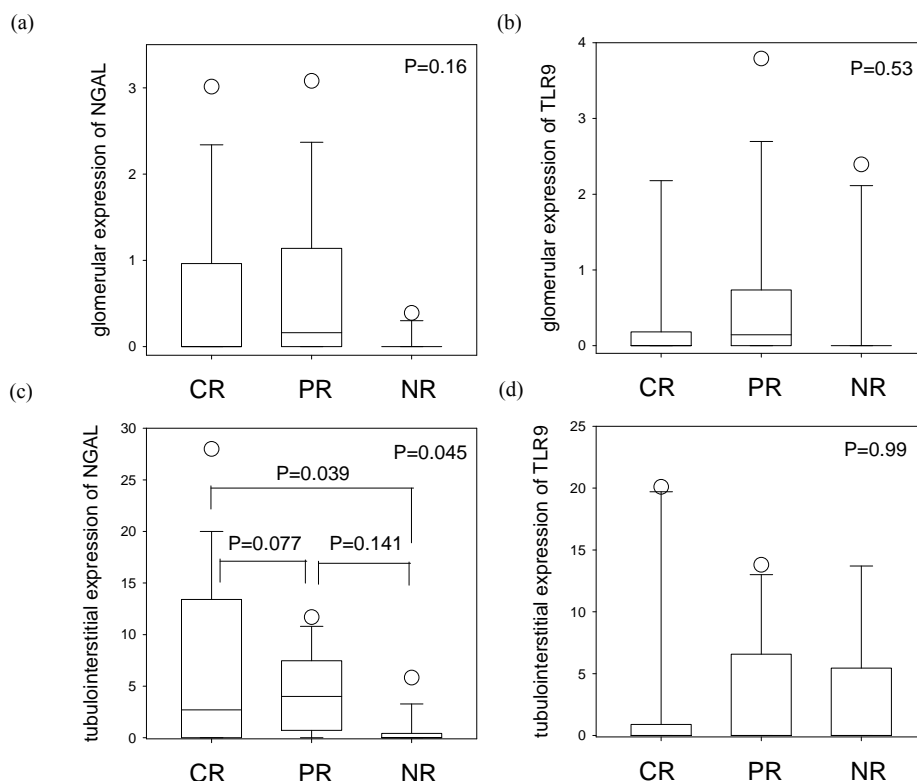 (a)
glomerular expression of NGAL
3
2
1
0
P=0.16
CR PR NR
(b)
glomerular expression of TLR9
4
3
2
1
0
P=0.53
CR PR NR
(c)
tubulointerstitial expression of NGAL
30
25
20
15
10
5
0
P=0.045
P=0.039
P=0.077 P=0.141
CR PR NR
(d)
tubulointerstitial expression of TLR9
25
20
15
10
5
0
P=0.99
CR PR NR